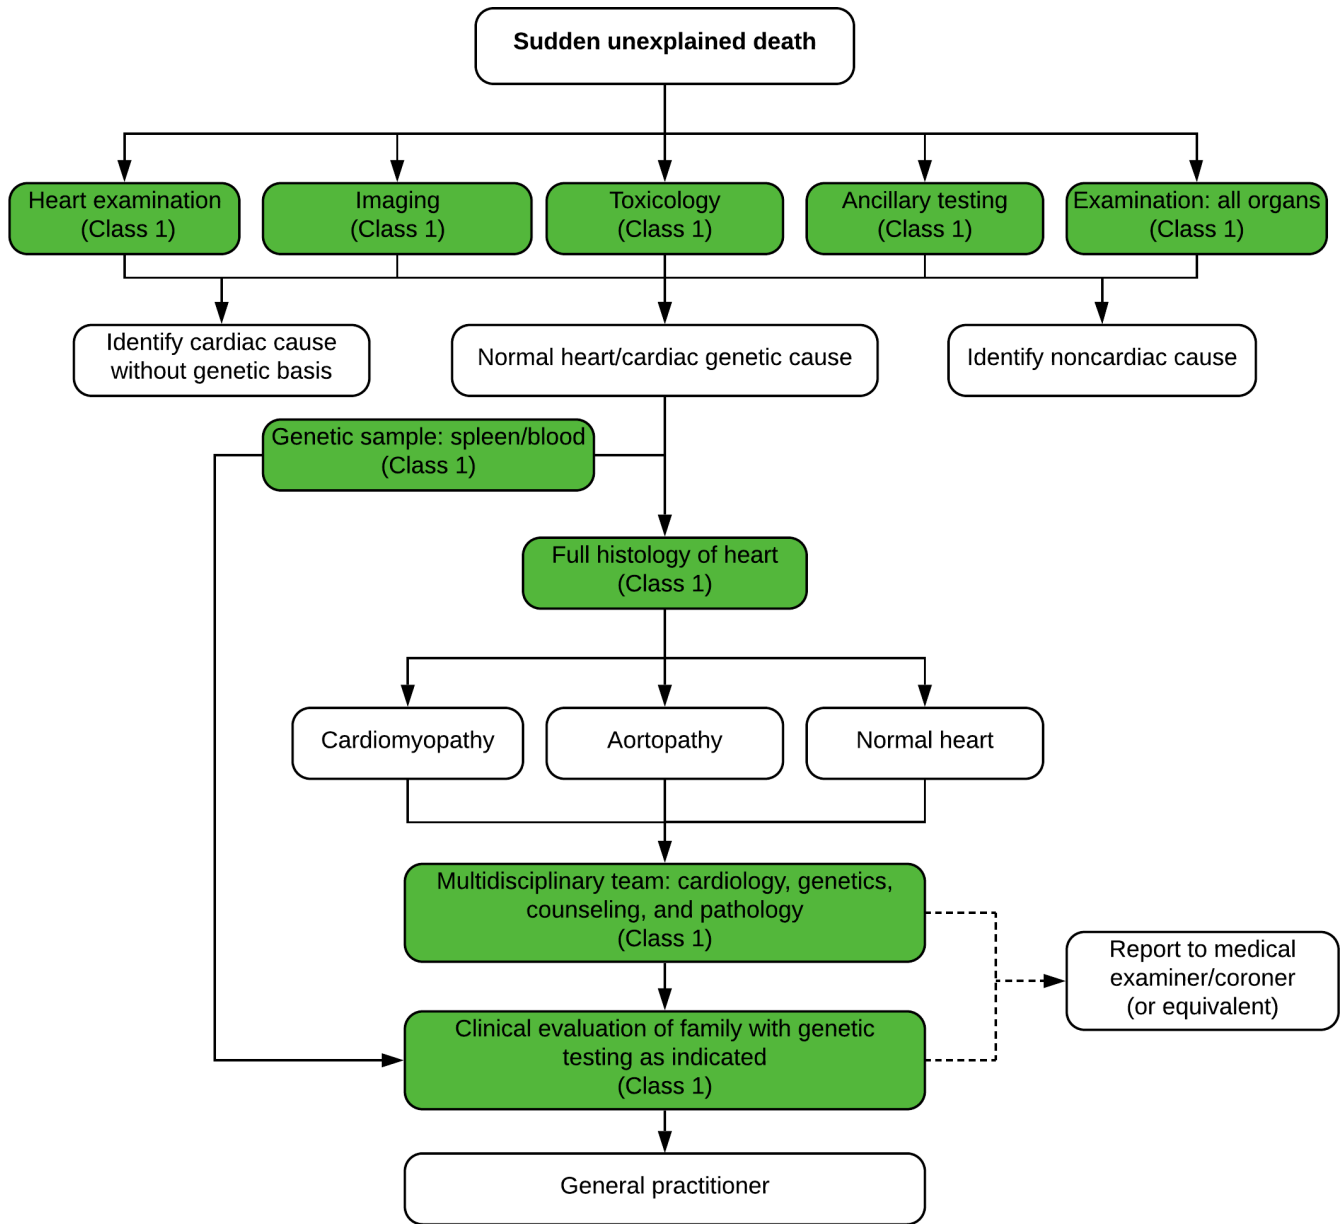 Sudden unexplained death
Heart examination
(Class 1)
Imaging
(Class 1)
Toxicology
(Class 1)
Ancillary testing
(Class 1)
Examination: all organs
(Class 1)
Identify cardiac cause
without genetic basis
Normal heart/cardiac genetic cause
Identify noncardiac cause
Genetic sample: spleen/blood
(Class 1)
Full histology of heart
(Class 1)
Cardiomyopathy
Aortopathy
Normal heart
Multidisciplinary team: cardiology, genetics,
counseling, and pathology
(Class 1)
Report to medical
examiner/coroner
(or equivalent)
Clinical evaluation of family with genetic
testing as indicated
(Class 1)
General practitioner